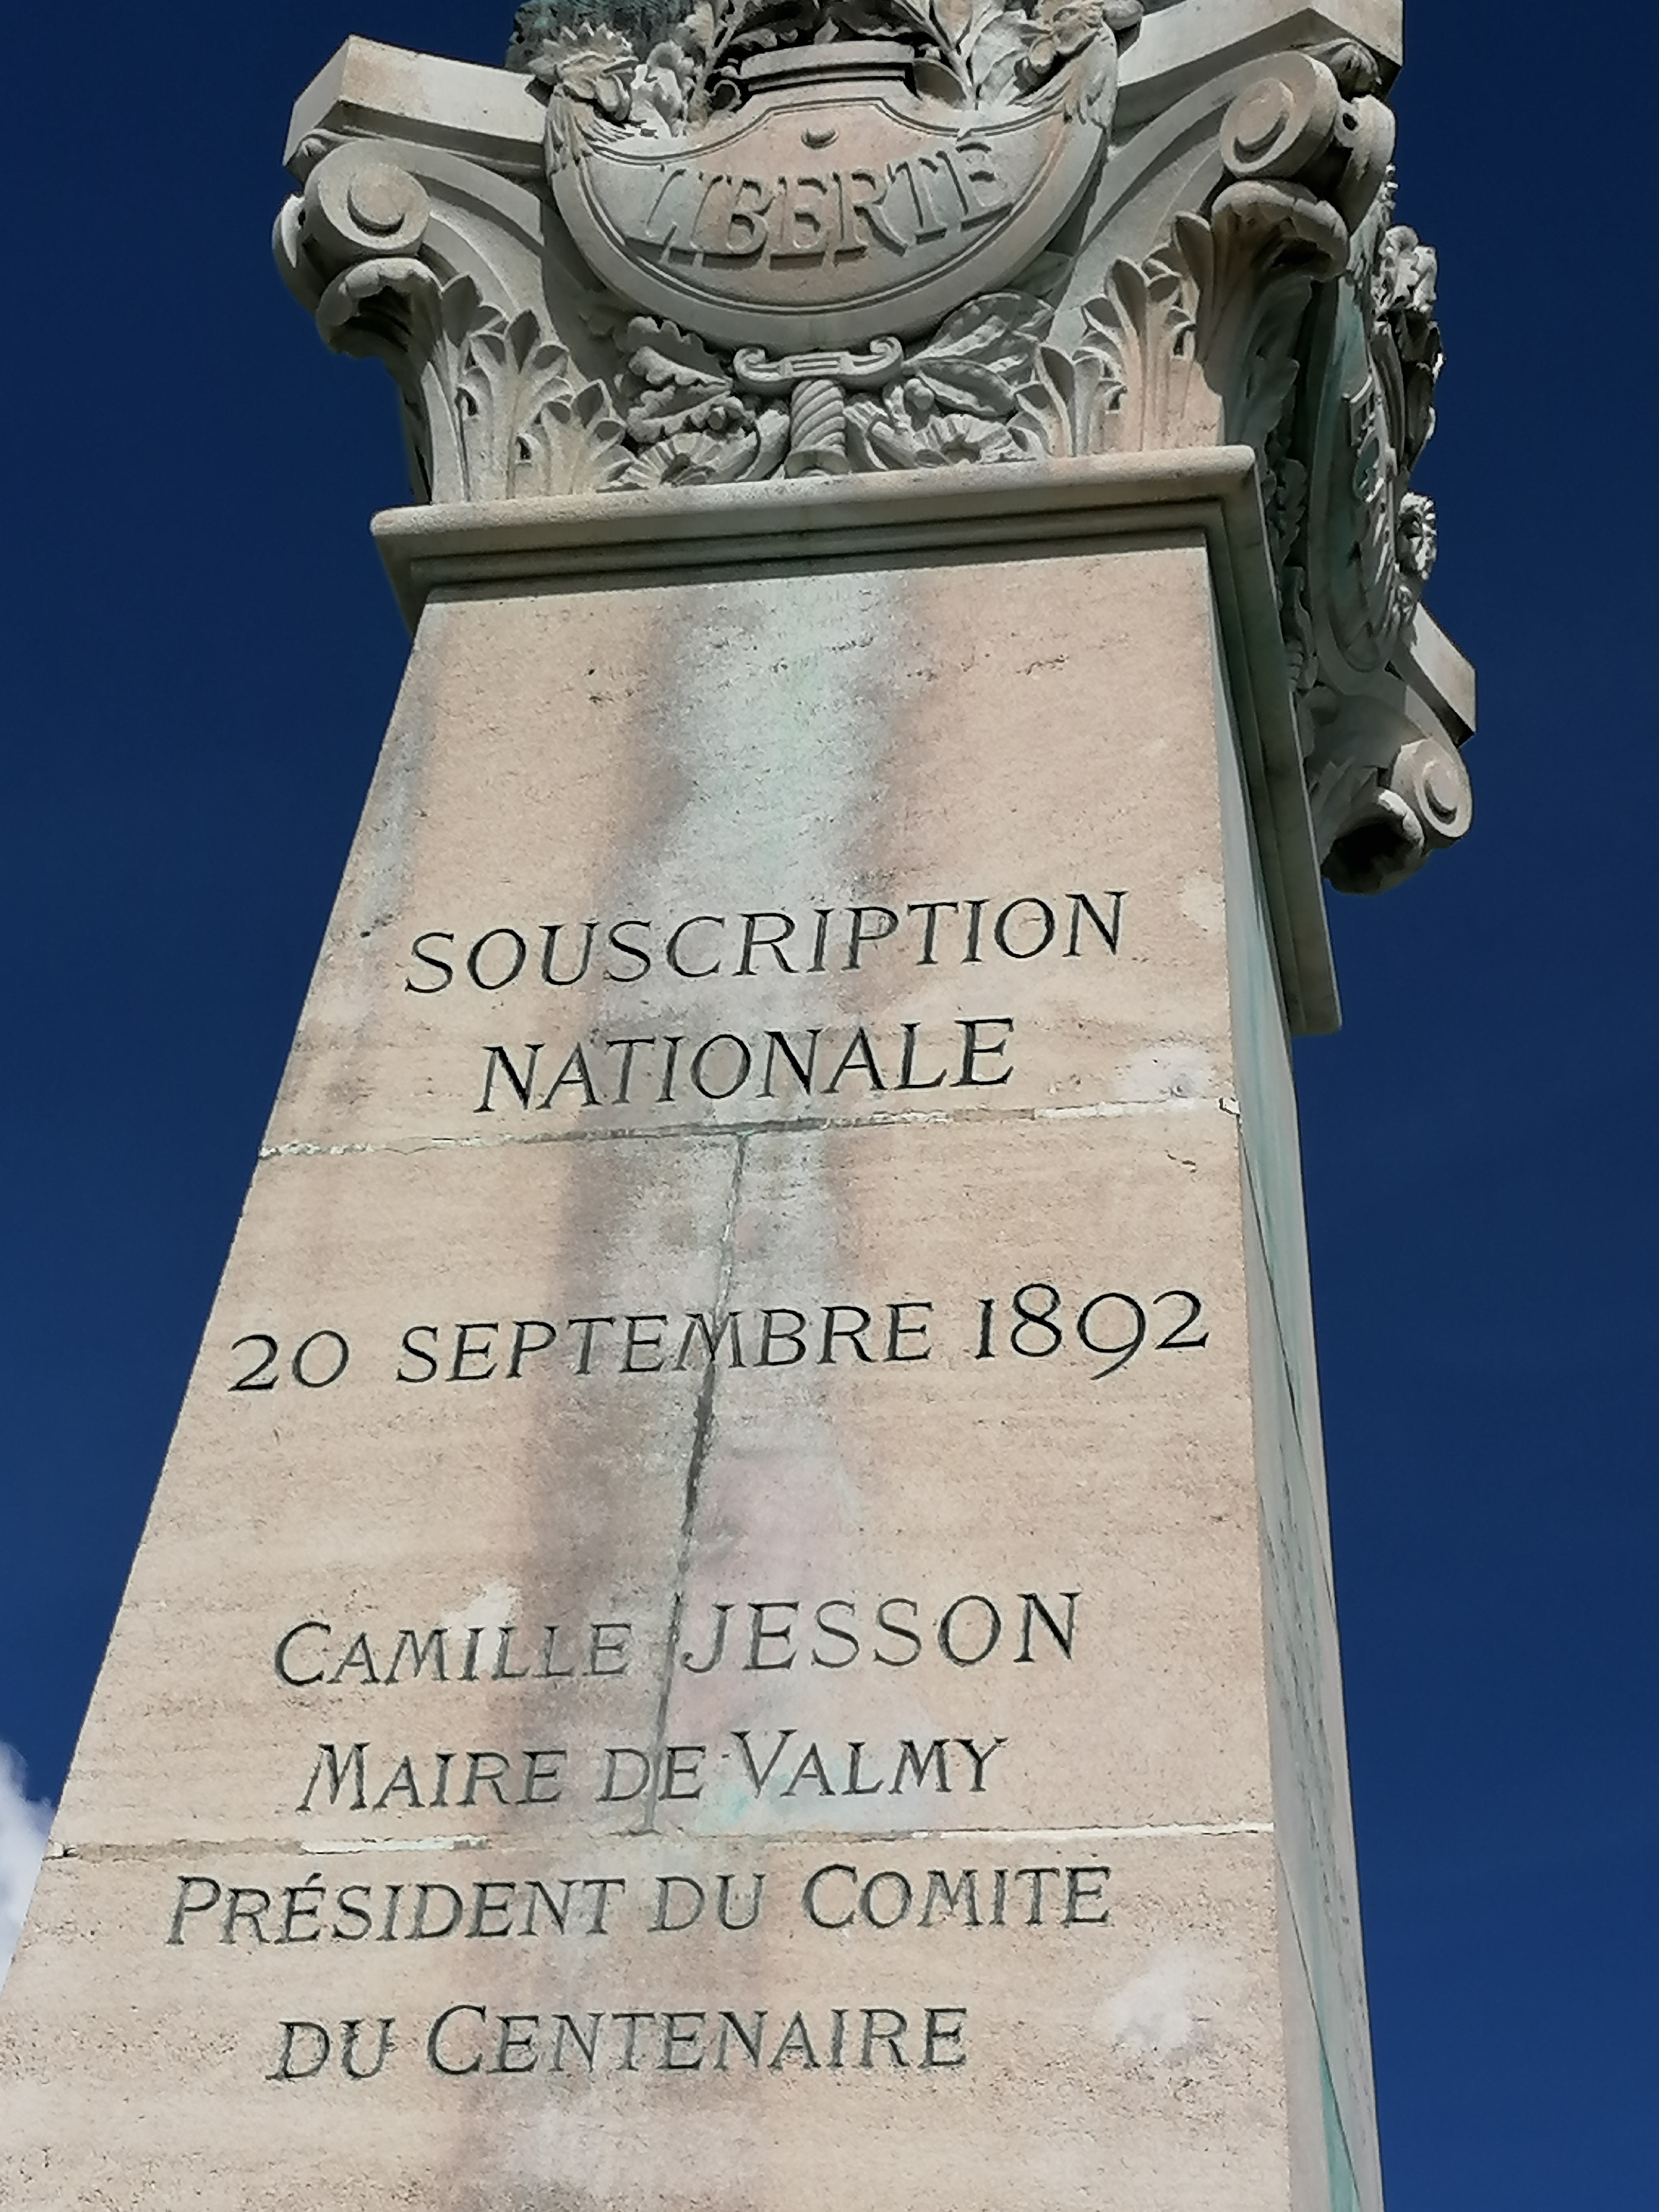 LIBERTÉ
SOUSCRIPTION
NATIONALE
20 SEPTEMBRE 1892
CAMILLE JESSON
MAIRE DE VALMY
PRÉSIDENT DU COMITÉ
DU CENTENAIRE